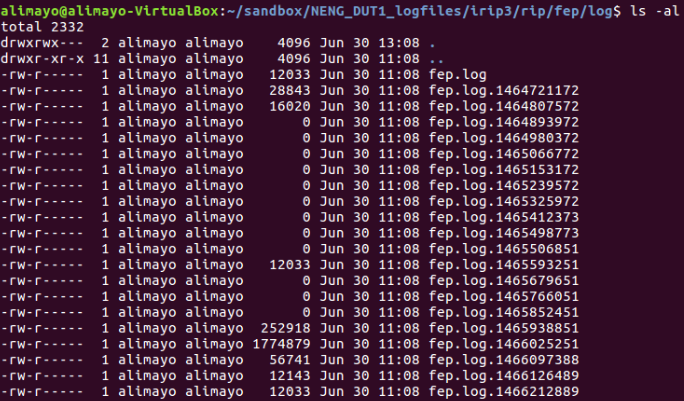 alimayo@alimayo-VirtualBox:~/sandbox/NENG_DUT1_logfiles/irip3/rip/fep/log$ ls -al
total 2332
drwxrwx---  2 alimayo alimayo    4096 Jun 30 13:08 .
drwxr-xr-x 11 alimayo alimayo    4096 Jun 30 11:08 ..
-rw-r-----  1 alimayo alimayo   12033 Jun 30 11:08 fep.log
-rw-r-----  1 alimayo alimayo   28843 Jun 30 11:08 fep.log.1464721172
-rw-r-----  1 alimayo alimayo   16020 Jun 30 11:08 fep.log.1464807572
-rw-r-----  1 alimayo alimayo       0 Jun 30 11:08 fep.log.1464893972
-rw-r-----  1 alimayo alimayo       0 Jun 30 11:08 fep.log.1464980372
-rw-r-----  1 alimayo alimayo       0 Jun 30 11:08 fep.log.1465066772
-rw-r-----  1 alimayo alimayo       0 Jun 30 11:08 fep.log.1465153172
-rw-r-----  1 alimayo alimayo       0 Jun 30 11:08 fep.log.1465239572
-rw-r-----  1 alimayo alimayo       0 Jun 30 11:08 fep.log.1465325972
-rw-r-----  1 alimayo alimayo       0 Jun 30 11:08 fep.log.1465412373
-rw-r-----  1 alimayo alimayo       0 Jun 30 11:08 fep.log.1465498773
-rw-r-----  1 alimayo alimayo       0 Jun 30 11:08 fep.log.1465506851
-rw-r-----  1 alimayo alimayo   12033 Jun 30 11:08 fep.log.1465593251
-rw-r-----  1 alimayo alimayo       0 Jun 30 11:08 fep.log.1465679651
-rw-r-----  1 alimayo alimayo       0 Jun 30 11:08 fep.log.1465766051
-rw-r-----  1 alimayo alimayo       0 Jun 30 11:08 fep.log.1465852451
-rw-r-----  1 alimayo alimayo  252918 Jun 30 11:08 fep.log.1465938851
-rw-r-----  1 alimayo alimayo 1774879 Jun 30 11:08 fep.log.1466025251
-rw-r-----  1 alimayo alimayo   56741 Jun 30 11:08 fep.log.1466097388
-rw-r-----  1 alimayo alimayo   12143 Jun 30 11:08 fep.log.1466126489
-rw-r-----  1 alimayo alimayo   12033 Jun 30 11:08 fep.log.1466212889